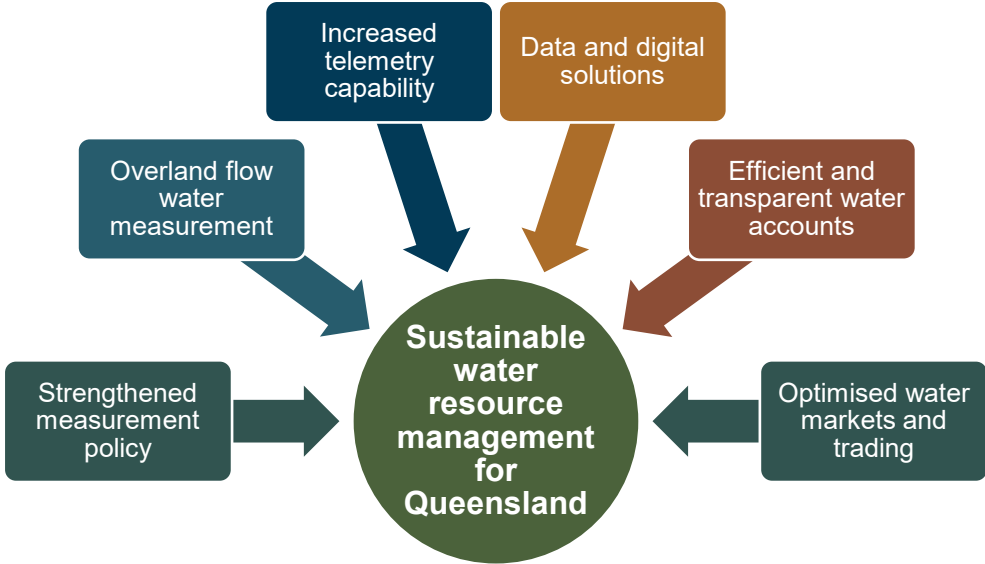 Increased
telemetry
capability
Data and digital
solutions
Overland flow
water
measurement
Efficient and
transparent water
accounts
Strengthened
measurement
policy
Sustainable
water
resource
management
for
Queensland
Optimised water
markets and
trading